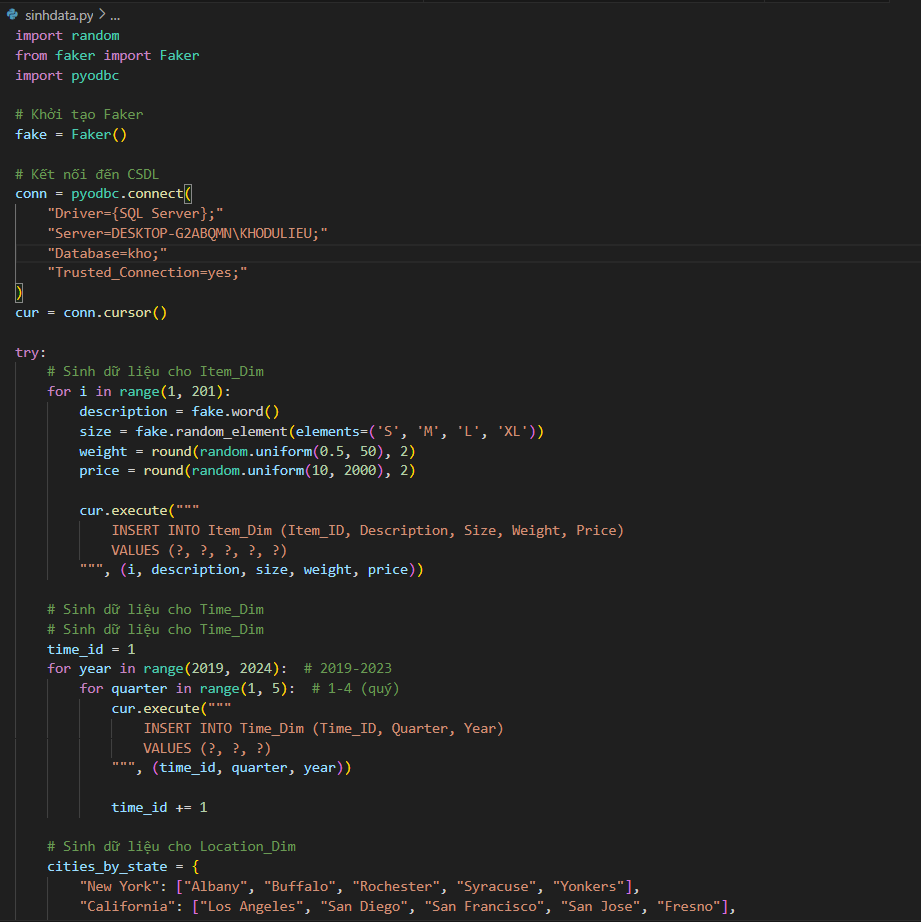 sinhdata.py > ...
import random
from faker import Faker
import pyodbc
# Khởi tạo Faker
fake = Faker()
# Kết nối đến CSDL
conn = pyodbc.connect(
"Driver={SQL Server};"
"Server=DESKTOP-G2ABQMN\KHODULIEU;"
"Database=kho;"
"Trusted_Connection=yes;"
)
cur = conn.cursor()
try:
# Sinh dữ liệu cho Item_Dim
for i in range(1, 201):
description = fake.word()
size = fake.random_element(elements=('S', 'M', 'L', 'XL'))
weight = round(random.uniform(0.5, 50), 2)
price = round(random.uniform(10, 2000), 2)
cur.execute("""
INSERT INTO Item_Dim (Item_ID, Description, Size, Weight, Price)
VALUES (?, ?, ?, ?, ?)
""", (i, description, size, weight, price))
# Sinh dữ liệu cho Time_Dim
# Sinh dữ liệu cho Time_Dim
time_id = 1
for year in range(2019, 2024):  # 2019-2023
for quarter in range(1, 5):  # 1-4 (quý)
cur.execute("""
INSERT INTO Time_Dim (Time_ID, Quarter, Year)
VALUES (?, ?, ?)
""", (time_id, quarter, year))
time_id += 1
# Sinh dữ liệu cho Location_Dim
cities_by_state = {
"New York": ["Albany", "Buffalo", "Rochester", "Syracuse", "Yonkers"],
"California": ["Los Angeles", "San Diego", "San Francisco", "San Jose", "Fresno"],